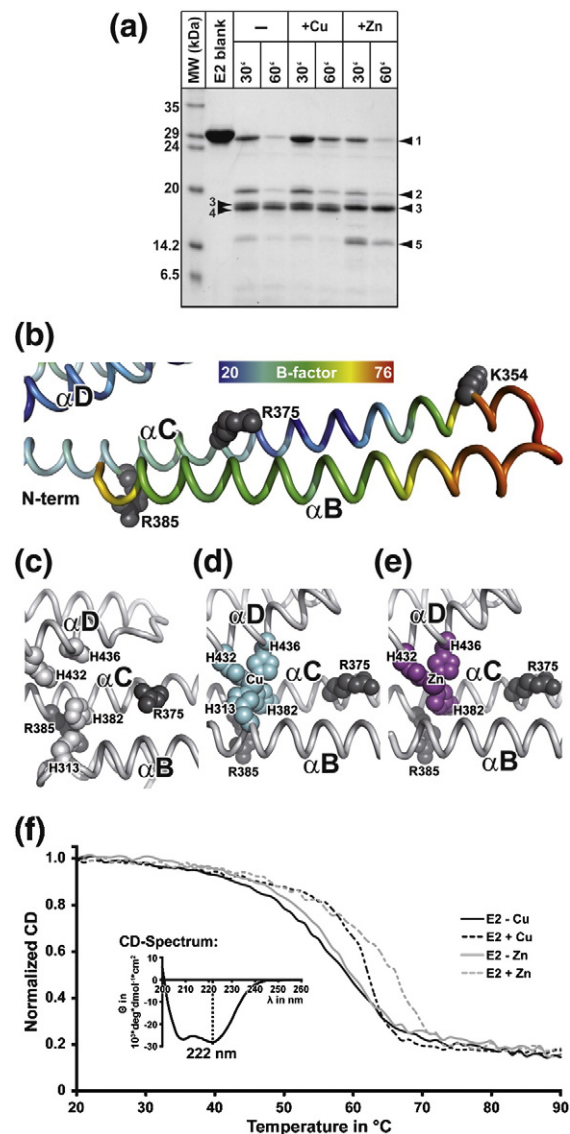 (a)
MW (kDa)
E2 blank
– +Cu +Zn
30‘ 60‘ 30‘ 60‘ 30‘ 60‘
35
29
24
20
14.2
6.5
3
4
1
2
3
5
(b)
αD
20 B-factor 76
K354
αC
R375
N-term
R385
αB
(c)
αD
H436
H432
αC
R375
R385
H382
H313
αB
(d)
αD
H436
H432
αC
R375
Cu
H313
H382
R385
αB
(e)
αD
H436
H432
αC
R375
Zn
H382
R385
αB
(f)
Normalized CD
1.0
0.8
0.6
0.4
0.2
E2 - Cu
E2 + Cu
E2 - Zn
E2 + Zn
CD-Spectrum:
10
0
-10
-20
-30
200 210 220 230 240 250 260
λ in nm
Θ in
222 nm
20 30 40 50 60 70 80 90
Temperature in °C